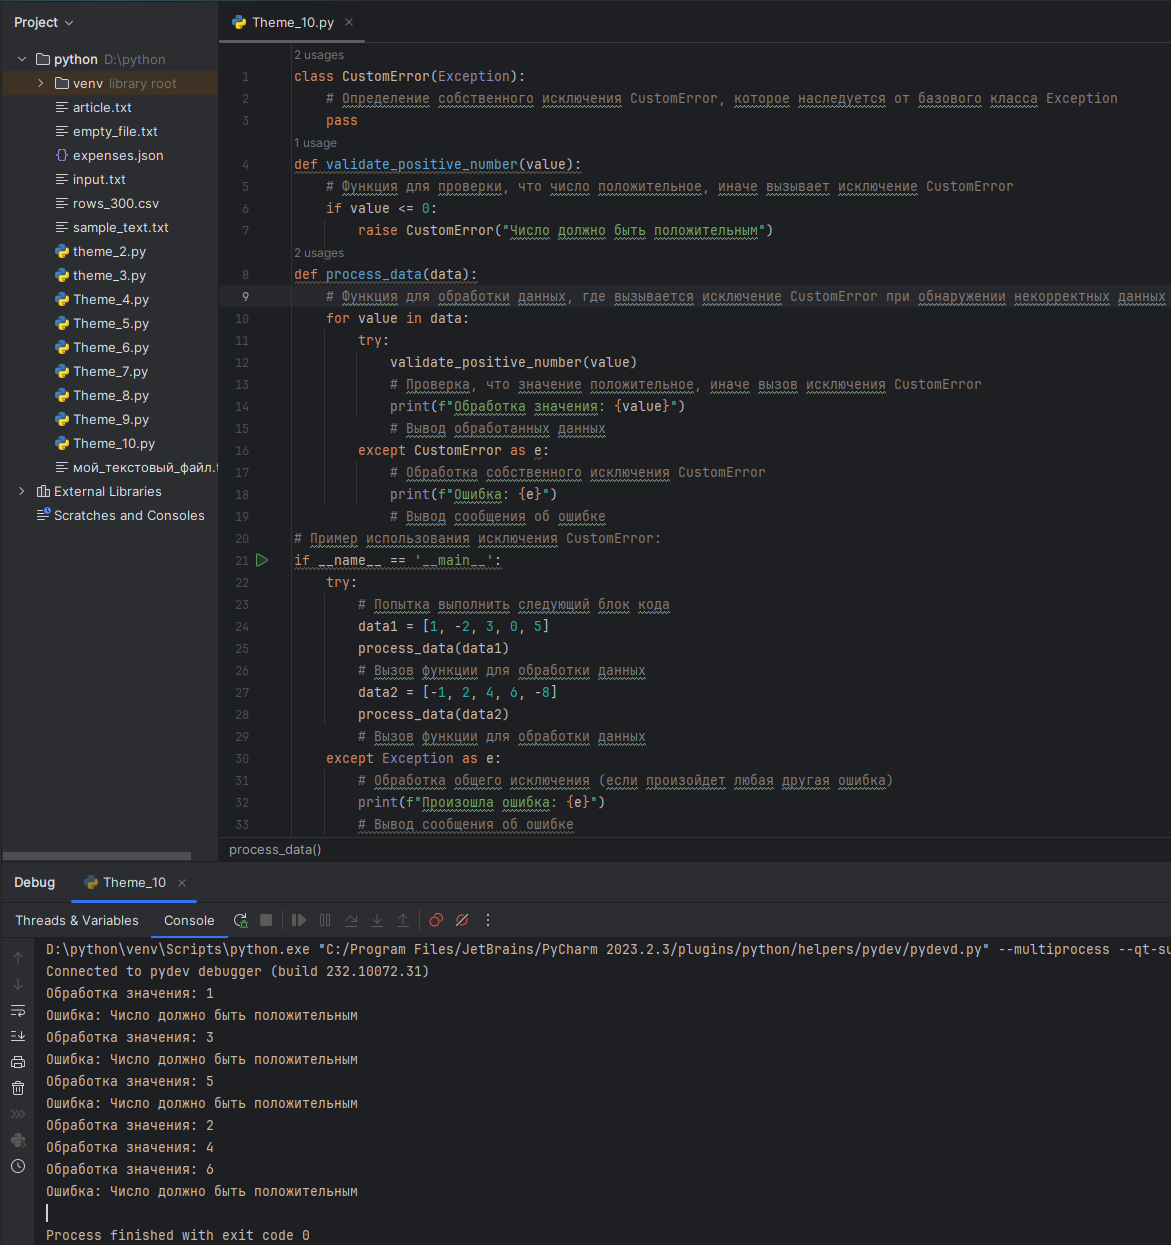 Project
Theme_10.py
python D:\python
venv library root
article.txt
empty_file.txt
expenses.json
input.txt
rows_300.csv
sample_text.txt
theme_2.py
theme_3.py
Theme_4.py
Theme_5.py
Theme_6.py
Theme_7.py
Theme_8.py
Theme_9.py
Theme_10.py
мой_текстовый_файл.
External Libraries
Scratches and Consoles
2 usages
1 class CustomError(Exception):
2 # Определение собственного исключения CustomError, которое наследуется от базового класса Exception
3 pass
1 usage
4 def validate_positive_number(value):
5 # Функция для проверки, что число положительное, иначе вызывает исключение CustomError
6 if value <= 0:
7 raise CustomError("Число должно быть положительным")
2 usages
8 def process_data(data):
9 # Функция для обработки данных, где вызывается исключение CustomError при обнаружении некорректных данных
10 for value in data:
11 try:
12 validate_positive_number(value)
13 # Проверка, что значение положительное, иначе вызов исключения CustomError
14 print(f"Обработка значения: {value}")
15 # Вывод обработанных данных
16 except CustomError as e:
17 # Обработка собственного исключения CustomError
18 print(f"Ошибка: {e}")
19 # Вывод сообщения об ошибке
20 # Пример использования исключения CustomError:
21 if __name__ == '__main__':
22 try:
23 # Попытка выполнить следующий блок кода
24 data1 = [1, -2, 3, 0, 5]
25 process_data(data1)
26 # Вызов функции для обработки данных
27 data2 = [-1, 2, 4, 6, -8]
28 process_data(data2)
29 # Вызов функции для обработки данных
30 except Exception as e:
31 # Обработка общего исключения (если произойдет любая другая ошибка)
32 print(f"Произошла ошибка: {e}")
33 # Вывод сообщения об ошибке
process_data()
Debug Theme_10
Threads & Variables Console
D:\python\venv\Scripts\python.exe "C:/Program Files/JetBrains/PyCharm 2023.2.3/plugins/python/helpers/pydev/pydevd.py" --multiprocess --qt-su
Connected to pydev debugger (build 232.10072.31)
Обработка значения: 1
Ошибка: Число должно быть положительным
Обработка значения: 3
Ошибка: Число должно быть положительным
Обработка значения: 5
Ошибка: Число должно быть положительным
Обработка значения: 2
Обработка значения: 4
Обработка значения: 6
Ошибка: Число должно быть положительным
Process finished with exit code 0